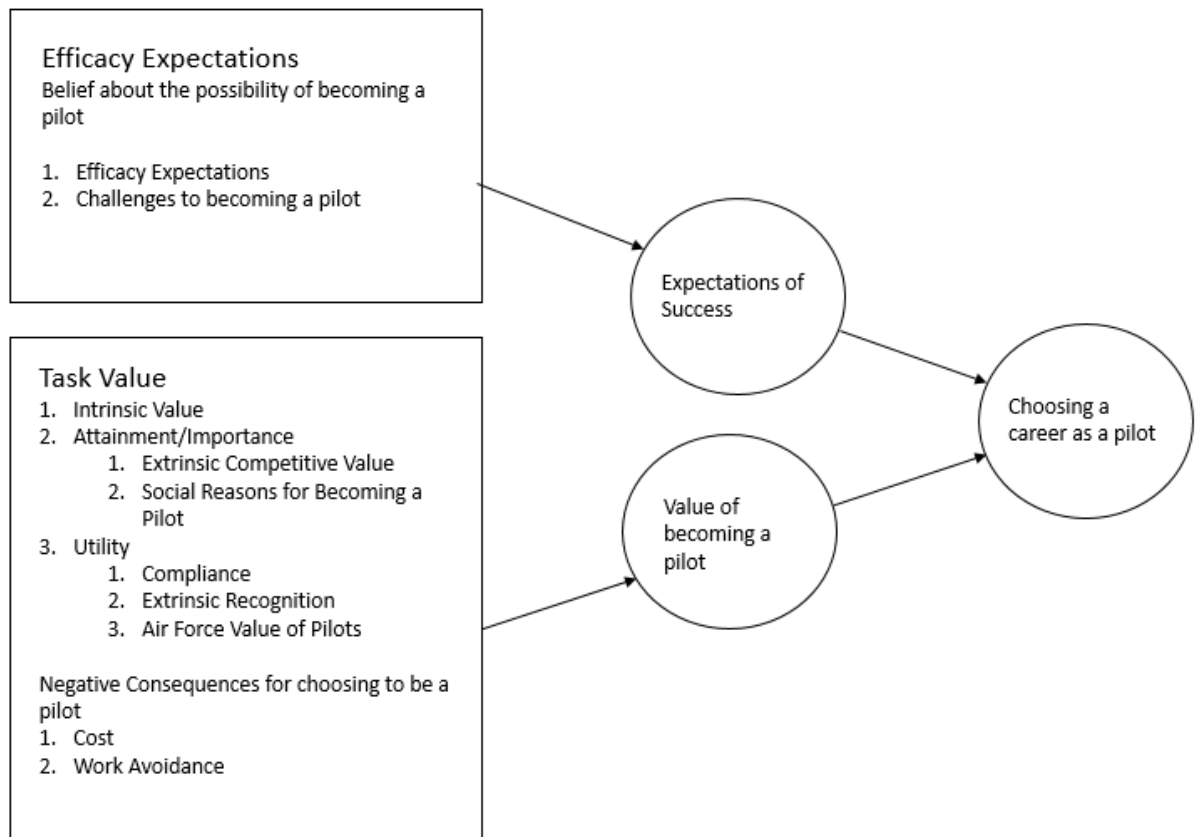 Efficacy Expectations
Belief about the possibility of becoming a
pilot
1. Efficacy Expectations
2. Challenges to becoming a pilot
Task Value
1. Intrinsic Value
2. Attainment/Importance
1. Extrinsic Competitive Value
2. Social Reasons for Becoming a
Pilot
3. Utility
1. Compliance
2. Extrinsic Recognition
3. Air Force Value of Pilots
Negative Consequences for choosing to be a
pilot
1. Cost
2. Work Avoidance
Expectations of
Success
Value of
becoming a
pilot
Choosing a
career as a pilot